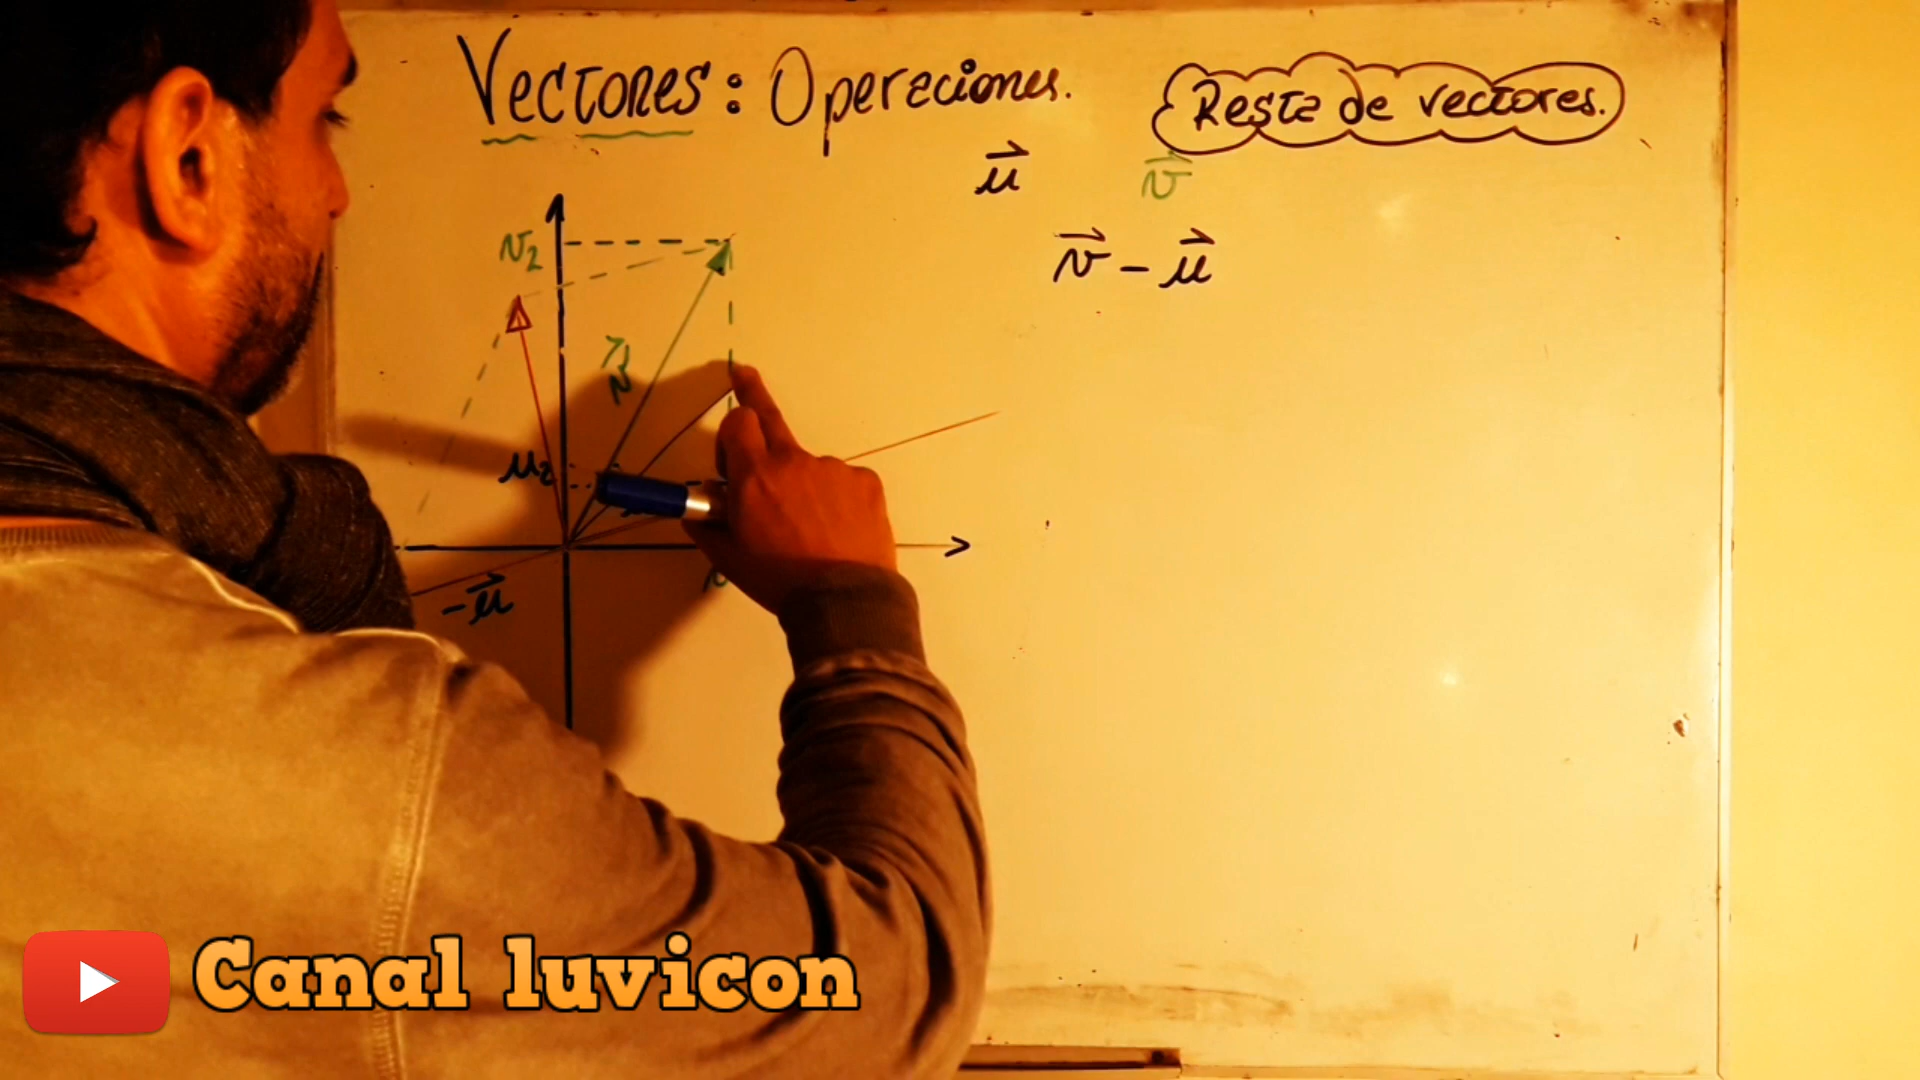 Vectores: Operaciones.
Resta de vectores.
u⃗ v⃗
v⃗ - u⃗
v₂
v⃗
u₂
-u⃗
Canal luvicon